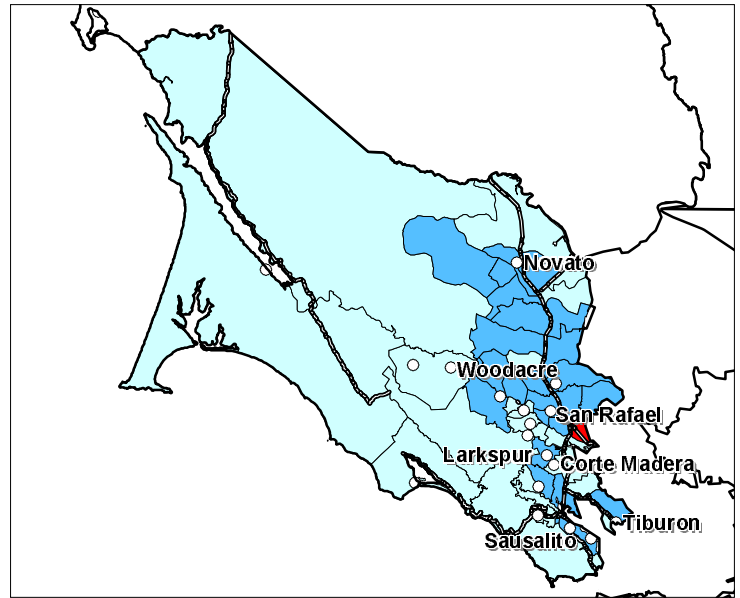 Novato
Woodacre
San Rafael
Larkspur
Corte Madera
Tiburon
Sausalito